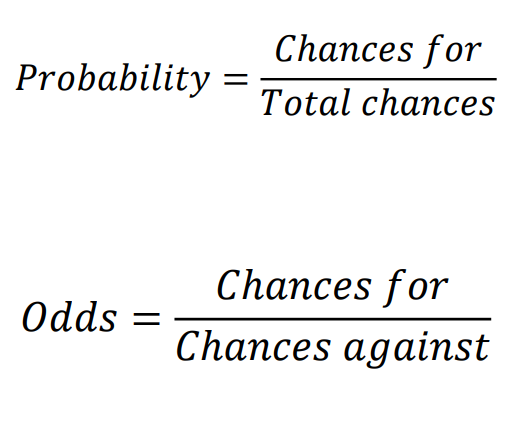 Probability = Chances for / Total chances
Odds = Chances for / Chances against